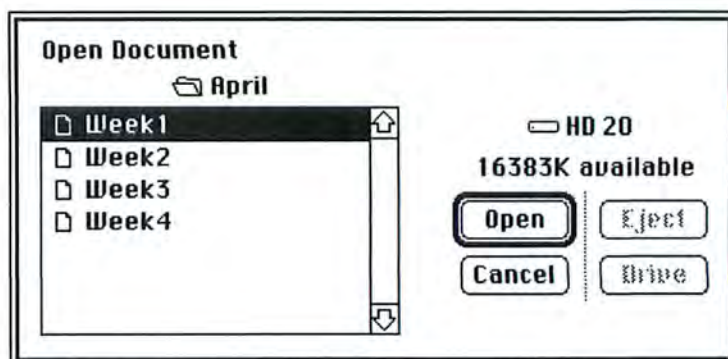 Open Document
April
Week1
Week2
Week3
Week4
HD 20
16383K available
Open
Eject
Cancel
Drive